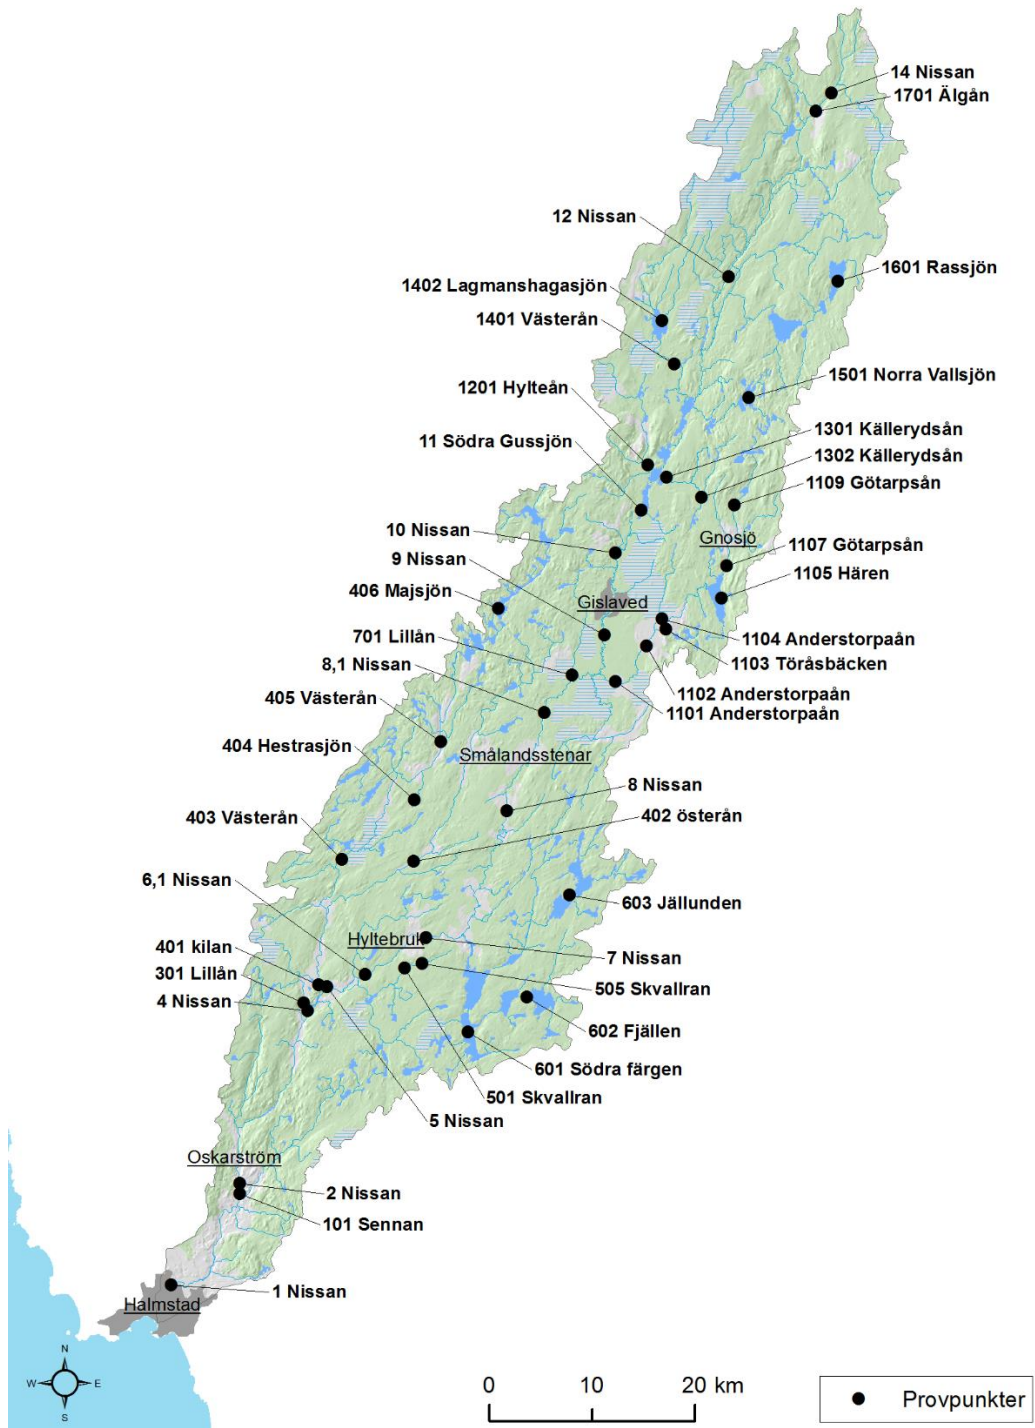 14 Nissan
1701 Älgån
12 Nissan
1601 Rassjön
1402 Lagmanshagasjön
1401 Västerån
1501 Norra Vallsjön
1201 Hylteån
1301 Källerydsån
11 Södra Gussjön
1302 Källerydsån
1109 Götarpsån
10 Nissan
Gnosjö
1107 Götarpsån
9 Nissan
1105 Hären
406 Majsjön
Gislaved
701 Lillån
1104 Anderstorpaån
1103 Töråsbäcken
8,1 Nissan
1102 Anderstorpaån
405 Västerån
1101 Anderstorpaån
404 Hestrasjön
Smålandsstenar
8 Nissan
403 Västerån
402 österån
6,1 Nissan
603 Jällunden
401 kilan
Hyltebruk
7 Nissan
301 Lillån
505 Skvallran
4 Nissan
602 Fjällen
601 Södra färgen
501 Skvallran
5 Nissan
Oskarström
2 Nissan
101 Sennan
1 Nissan
Halmstad
N
W E
S
0 10 20 km
Provpunkter